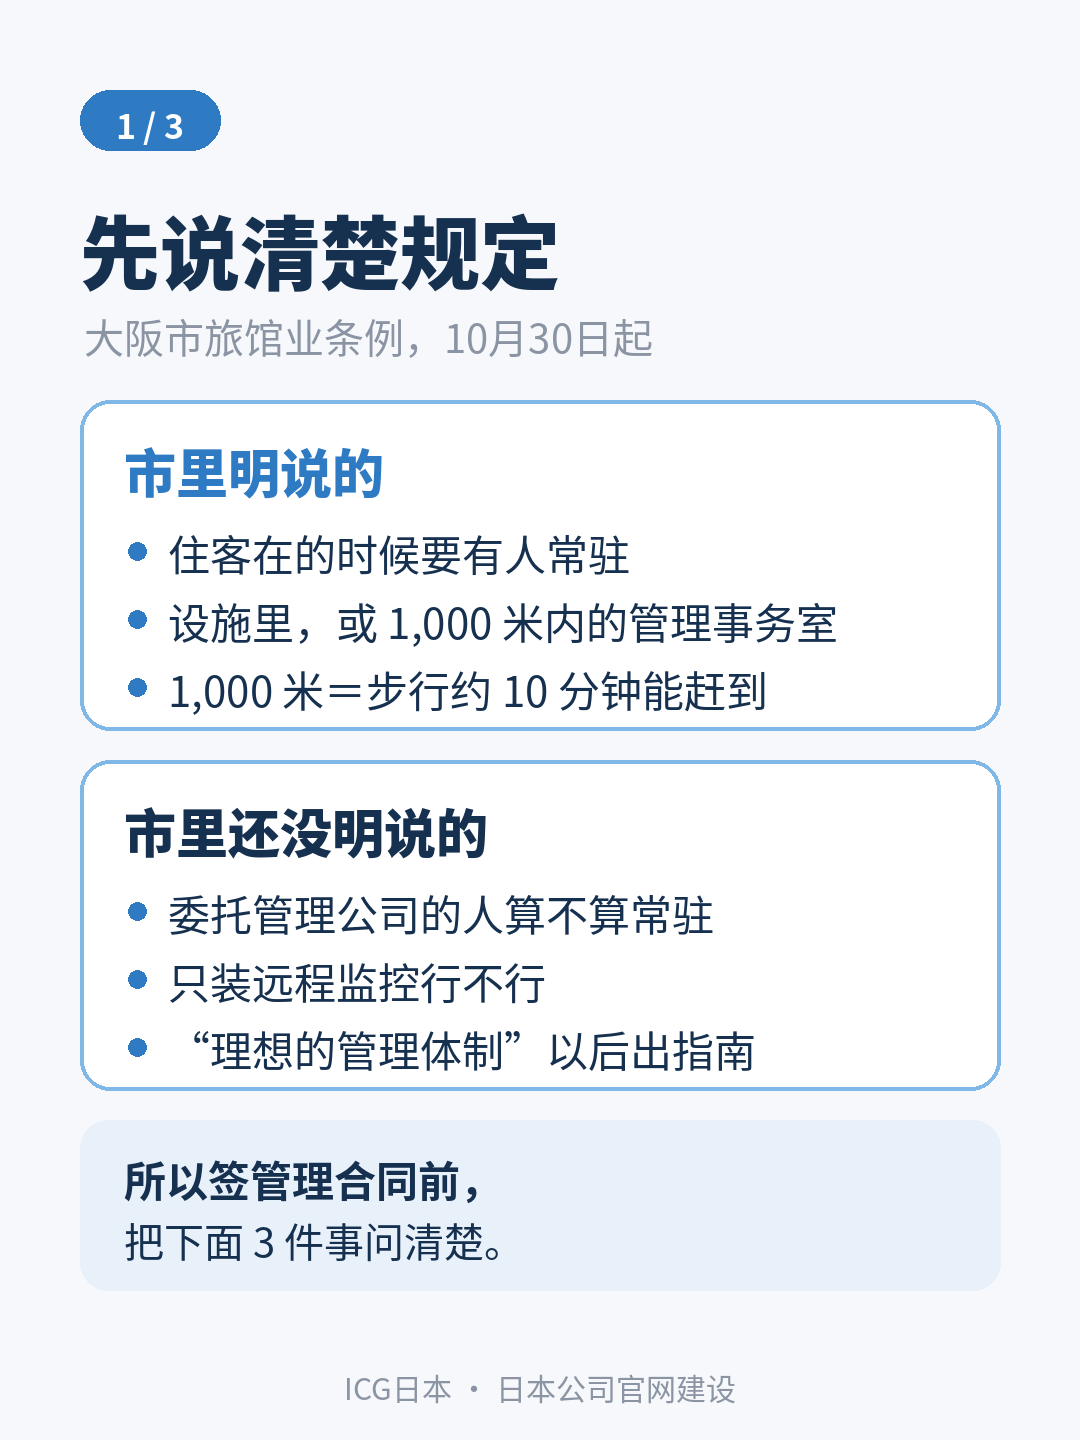 1 / 3
先说清楚规定
大阪市旅馆业条例，10月30日起
市里明说的
住客在的时候要有人常驻
设施里，或 1,000 米内的管理事务室
1,000 米＝步行约 10 分钟能赶到
市里还没明说的
委托管理公司的人算不算常驻
只装远程监控行不行
“理想的管理体制”以后出指南
所以签管理合同前，
把下面 3 件事问清楚。
ICG日本 · 日本公司官网建设